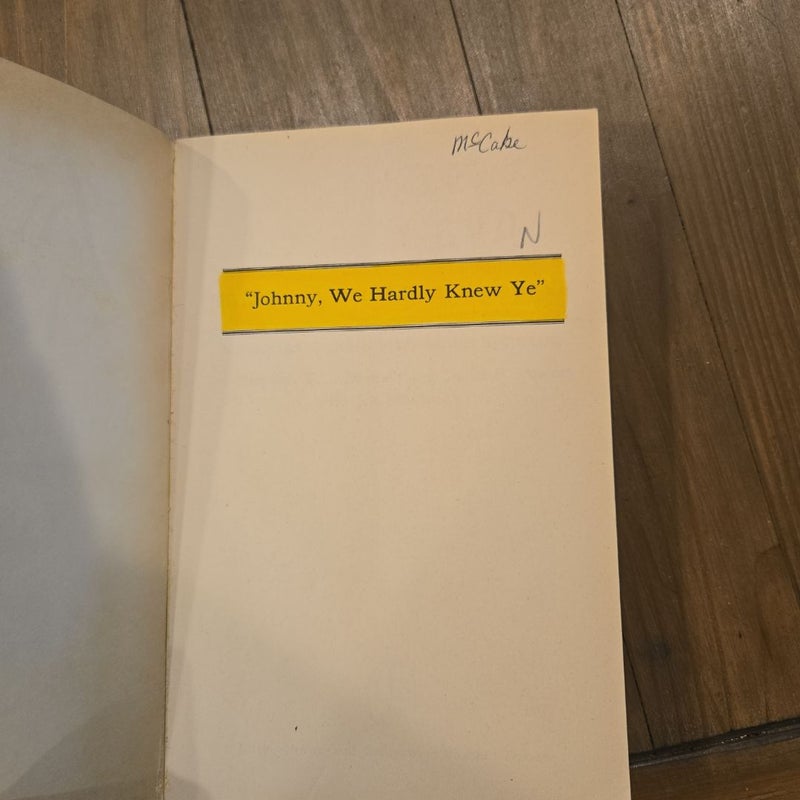 McCabe
N
“Johnny, We Hardly Knew Ye”